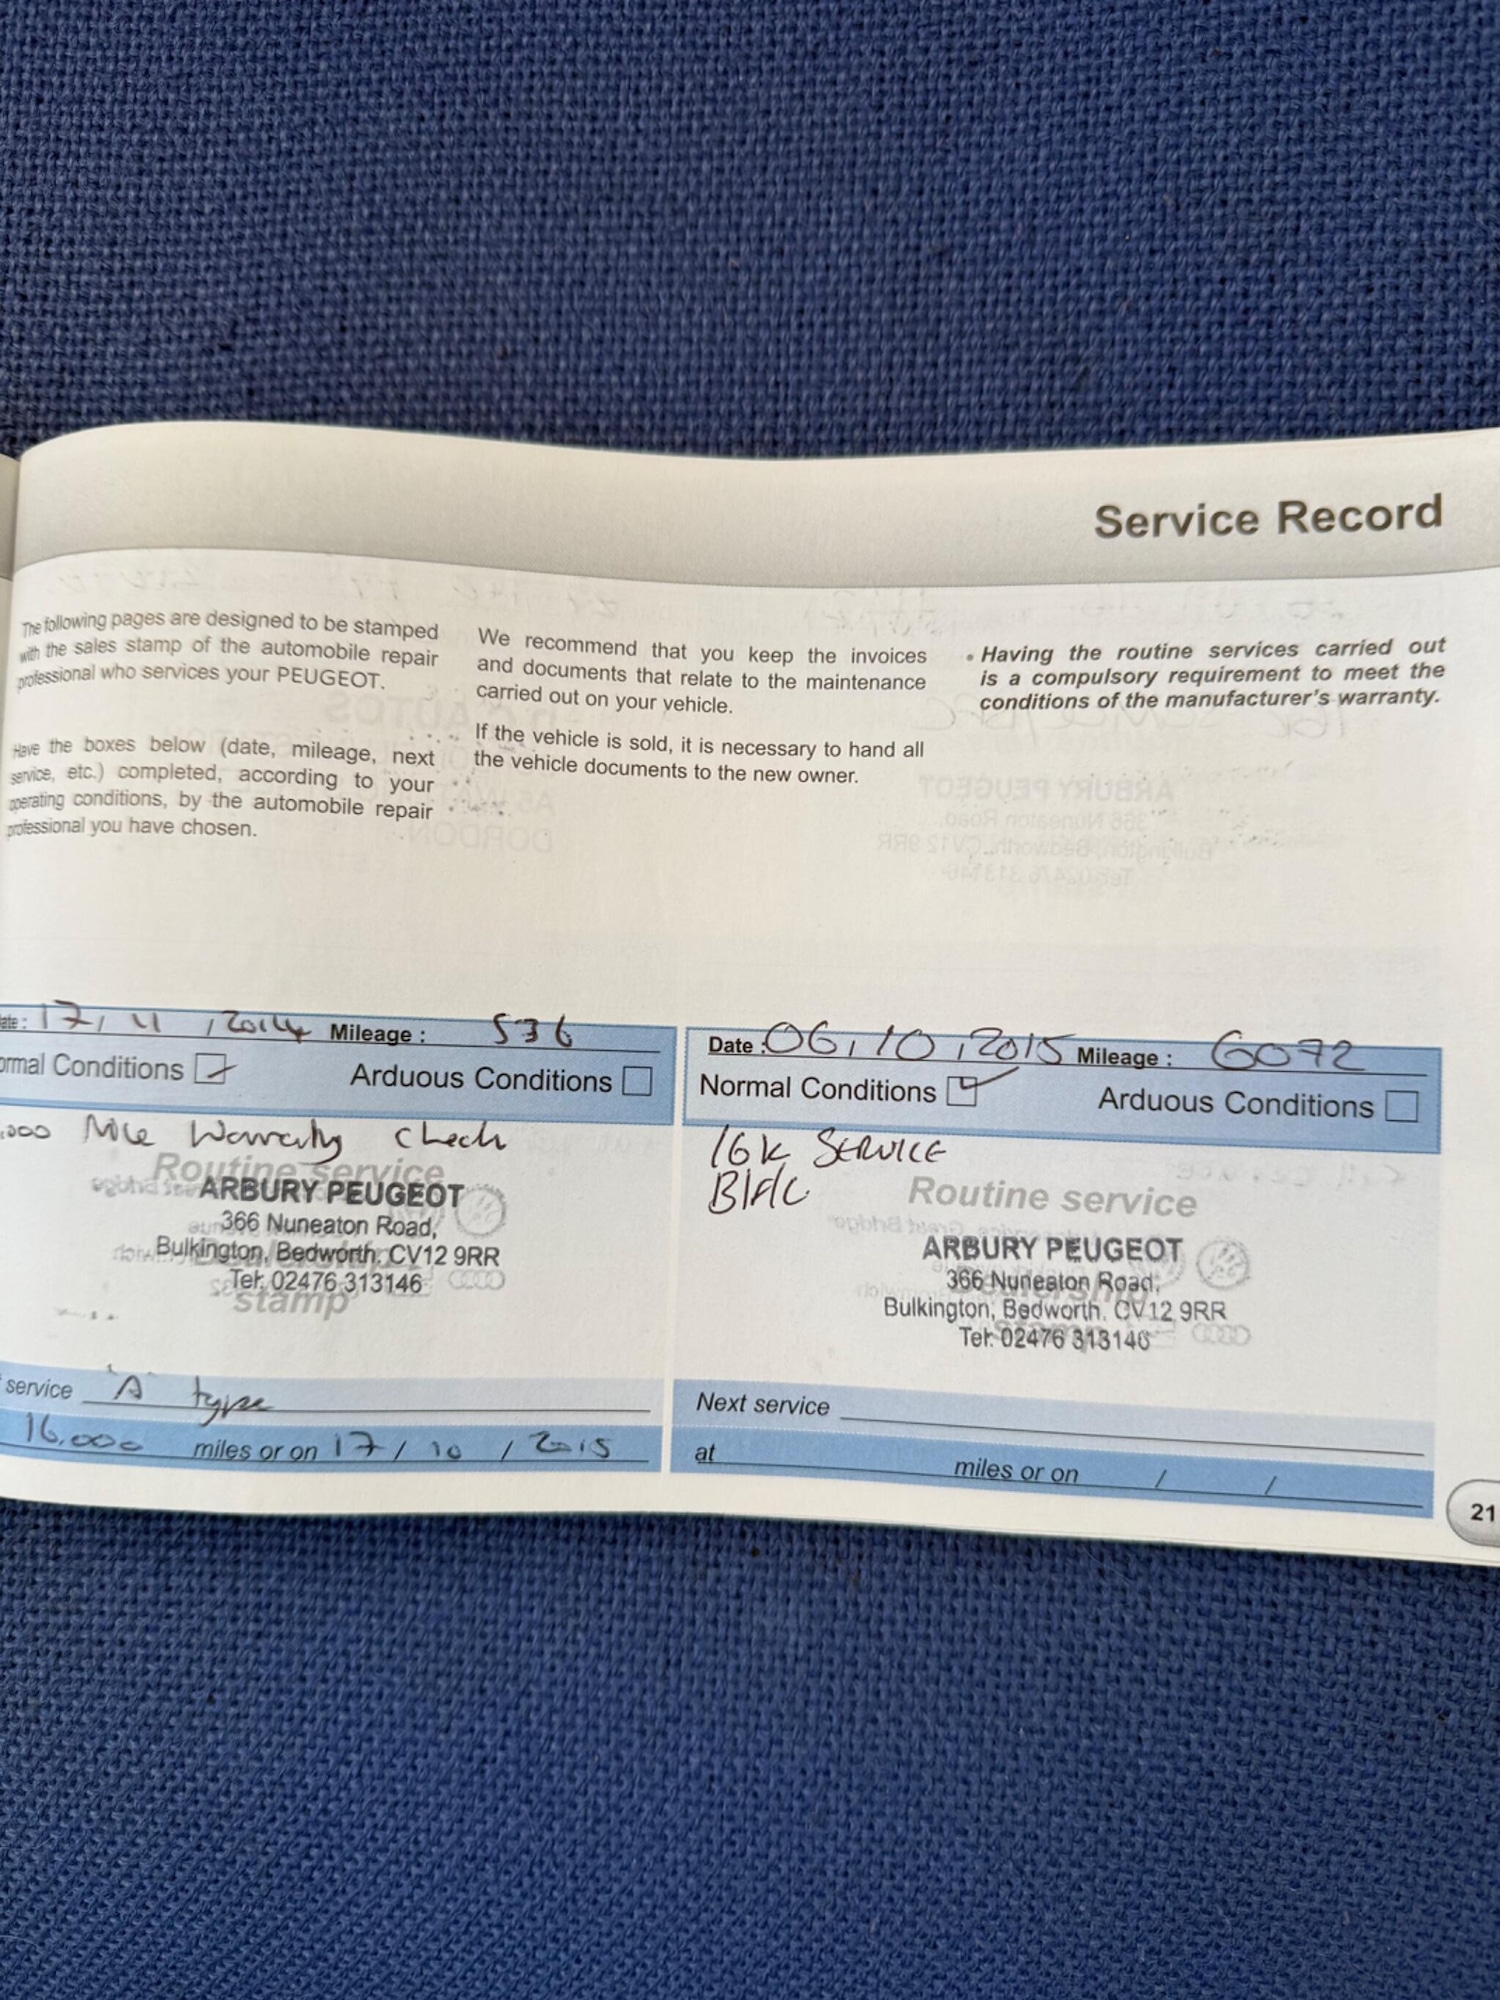 Service Record
The following pages are designed to be stamped
with the sales stamp of the automobile repair
professional who services your PEUGEOT.
Have the boxes below (date, mileage, next
service, etc.) completed, according to your
operating conditions, by the automobile repair
professional you have chosen.
We recommend that you keep the invoices
and documents that relate to the maintenance
carried out on your vehicle.
If the vehicle is sold, it is necessary to hand all
the vehicle documents to the new owner.
• Having the routine services carried out
is a compulsory requirement to meet the
conditions of the manufacturer's warranty.
ate: 17/11/2014 Mileage: 536
ormal Conditions Arduous Conditions
,000 Mile Warranty Check
Routine service
ARBURY PEUGEOT
366 Nuneaton Road,
Bulkington, Bedworth. CV12 9RR
Tel: 02476 313146
stamp
service "A" type
16,000 miles or on 17/10/2015
Date: 06/10/2015 Mileage: 6072
Normal Conditions Arduous Conditions
16K SERVICE
Routine service
ARBURY PEUGEOT
366 Nuneaton Road,
Bulkington, Bedworth. CV12 9RR
Tel: 02476 313146
Next service
at miles or on / /
21